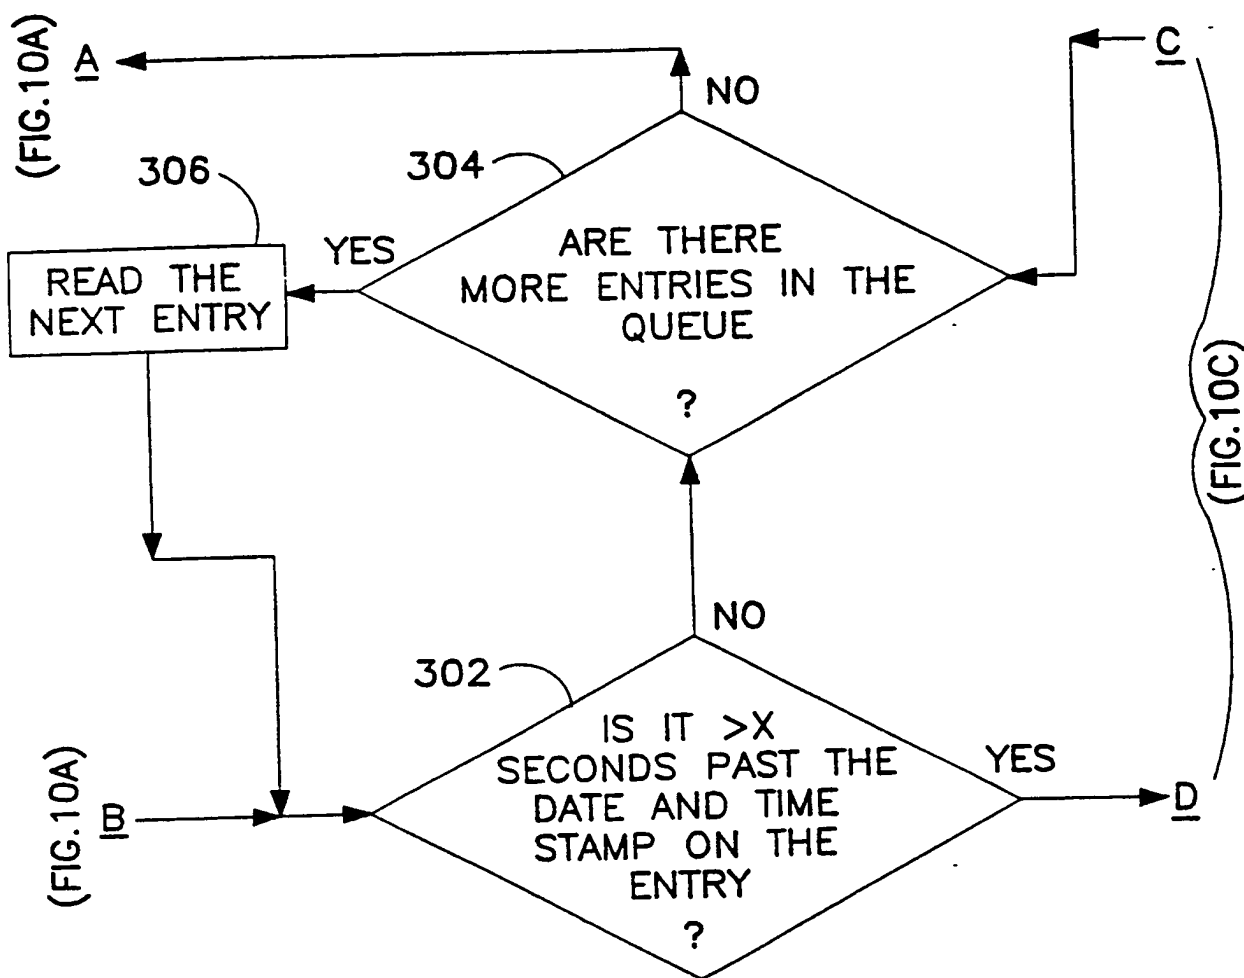 (FIG.10A)
A
NO
C
304
306
YES
ARE THERE
MORE ENTRIES IN THE
QUEUE
?
READ THE
NEXT ENTRY
(FIG.10C)
NO
302
IS IT >X
SECONDS PAST THE
DATE AND TIME
STAMP ON THE
ENTRY
?
YES
D
(FIG.10A)
B